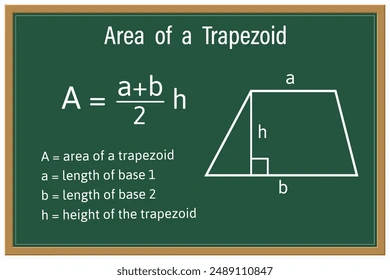 Area of a Trapezoid
A = a+b/2 h
a
h
b
A = area of a trapezoid
a = length of base 1
b = length of base 2
h = height of the trapezoid
shutterstock.com · 2489110847